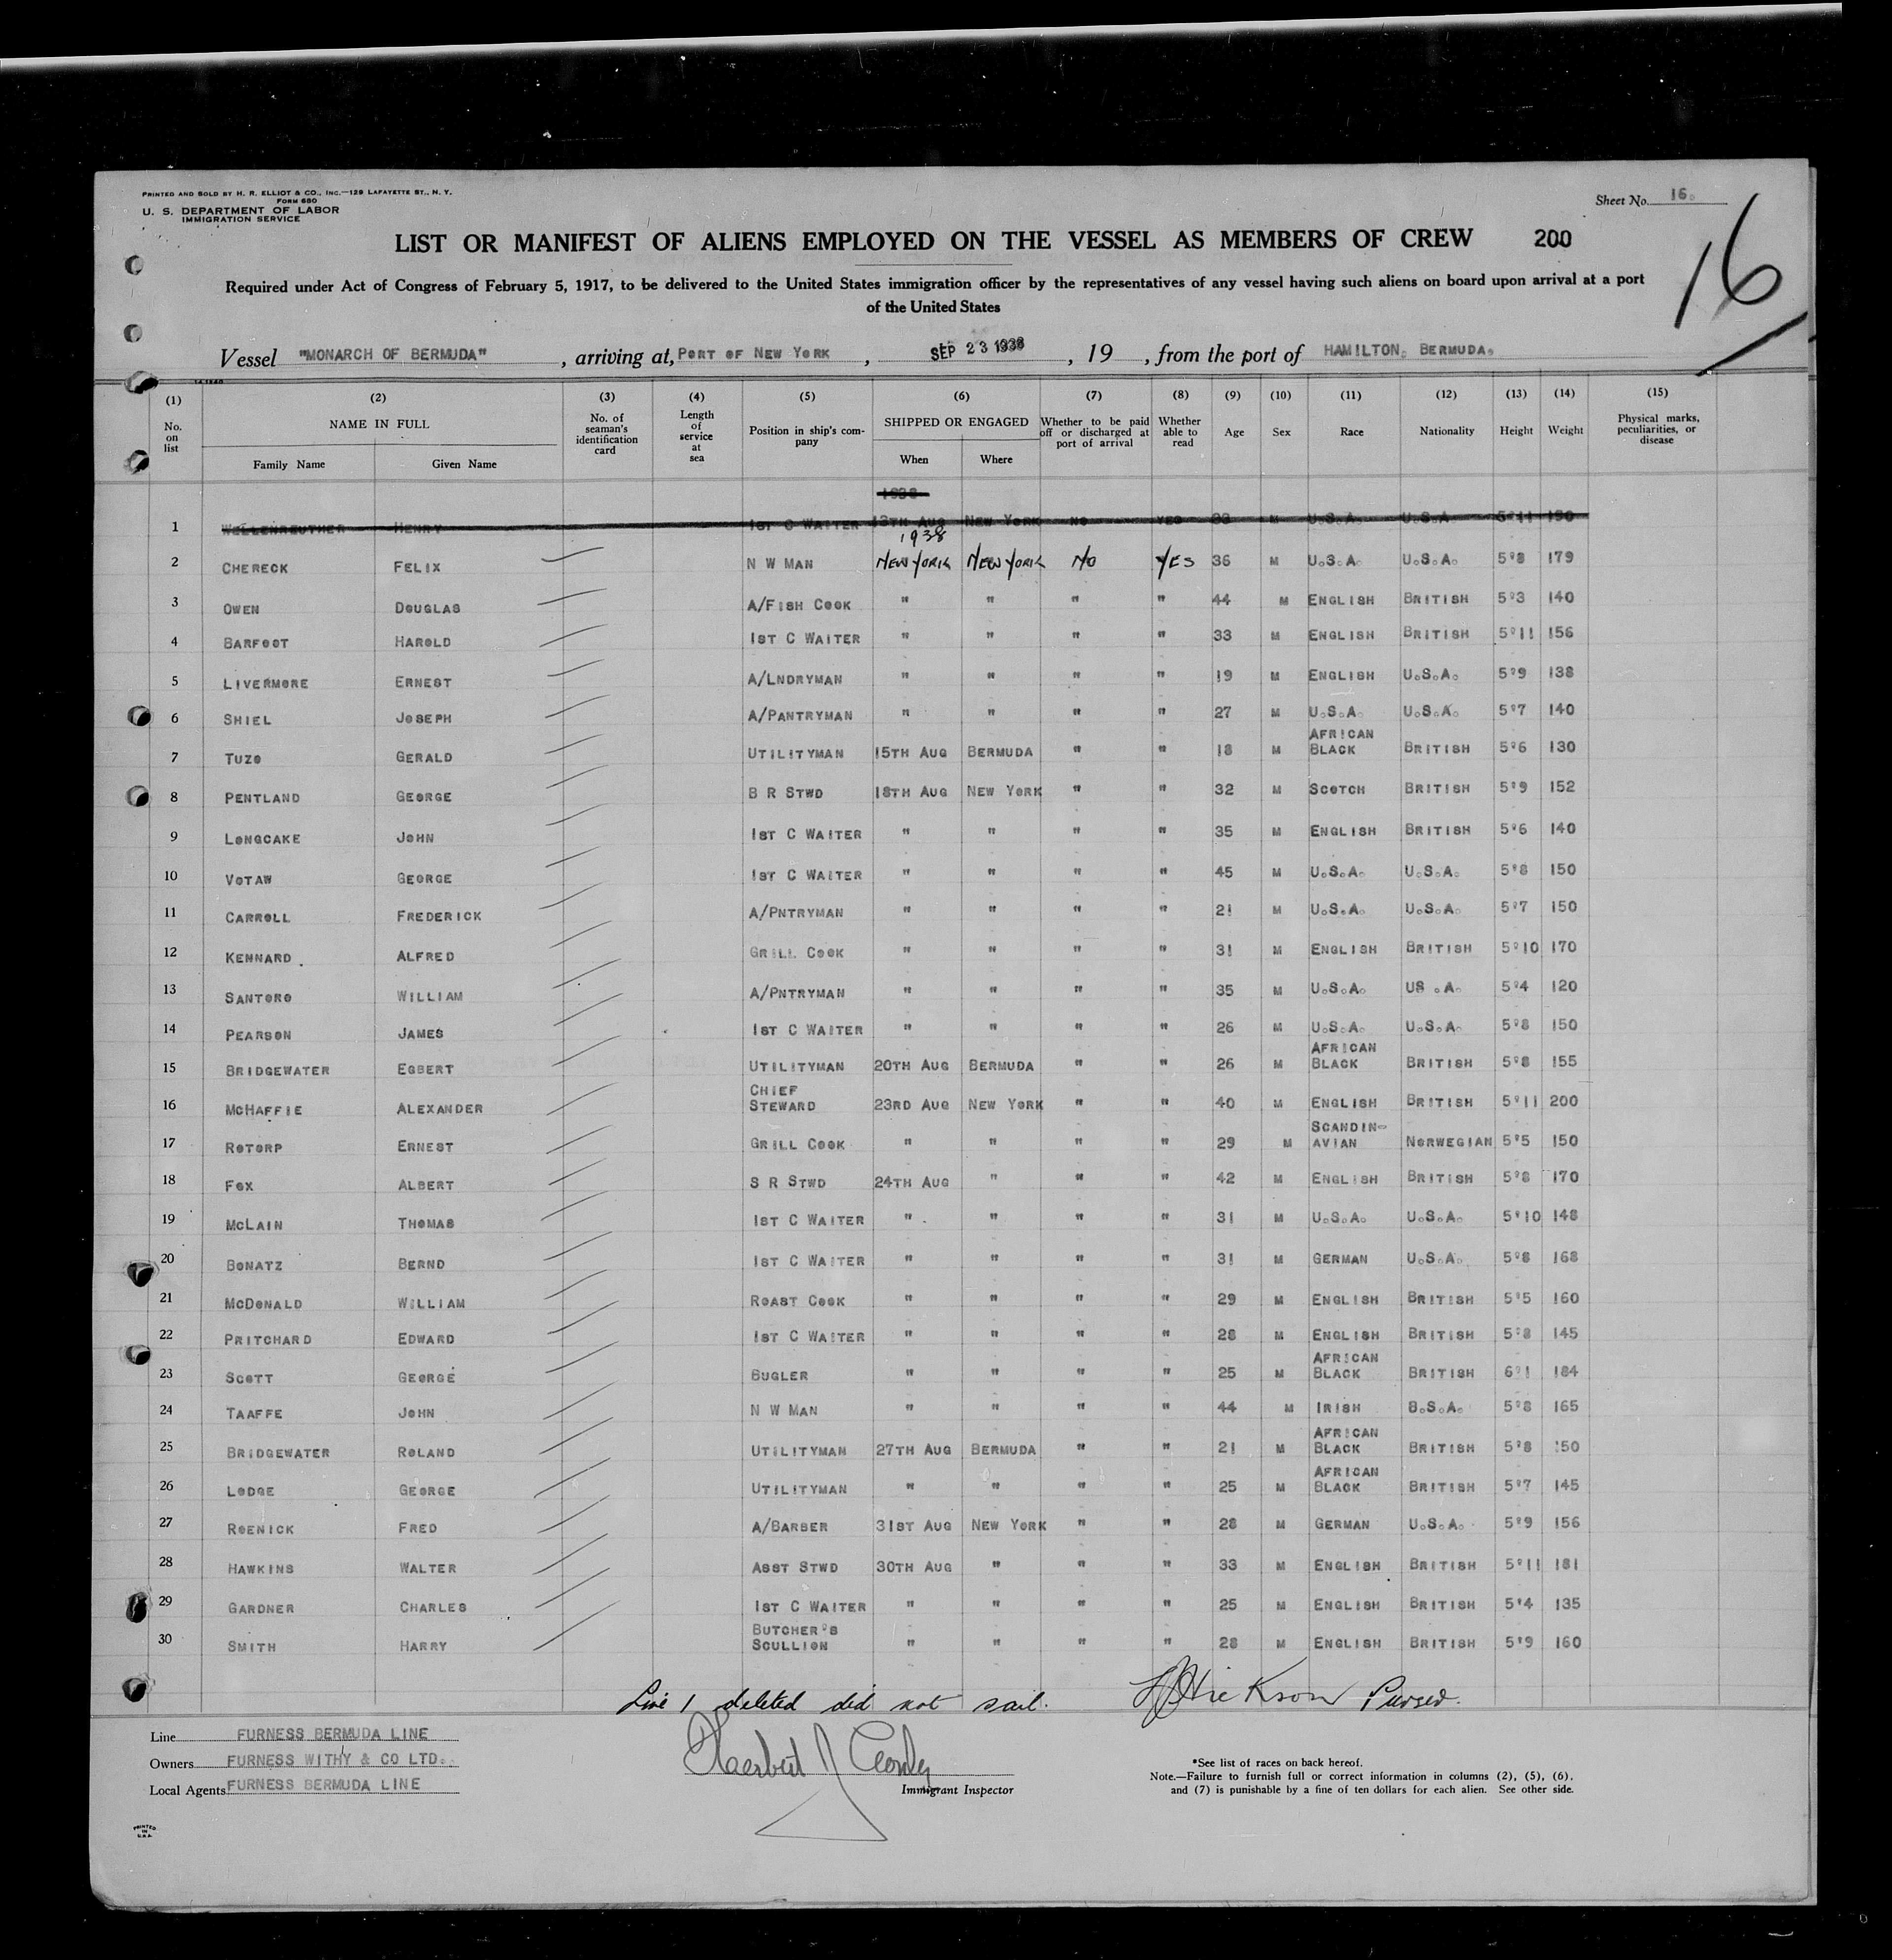 PRINTED AND SOLD BY H. R. ELLIOT & CO., INC.—129 LAFAYETTE ST., N. Y.
FORM 680
U. S. DEPARTMENT OF LABOR
IMMIGRATION SERVICE
Sheet No. 16.
LIST OR MANIFEST OF ALIENS EMPLOYED ON THE VESSEL AS MEMBERS OF CREW 200
16
Required under Act of Congress of February 5, 1917, to be delivered to the United States immigration officer by the representatives of any vessel having such aliens on board upon arrival at a port
of the United States
Vessel "MONARCH OF BERMUDA", arriving at, PORT OF NEW YORK, SEP 23 1938, 19 , from the port of HAMILTON, BERMUDA.
(1) (2) (3) (4) (5) (6) (7) (8) (9) (10) (11) (12) (13) (14) (15)
No. on list NAME IN FULL No. of seaman's identification card Length of service at sea Position in ship's company SHIPPED OR ENGAGED Whether to be paid off or discharged at port of arrival Whether able to read Age Sex Race Nationality Height Weight Physical marks, peculiarities, or disease
Family Name Given Name When Where
1938
1 WOLLENREUTHER HENRY 1ST C WAITER 13TH AUG NEW YORK NO YES 33 M U.S.A. U.S.A. 5'11 190
1938
2 CHERECK FELIX N W MAN NEW YORK NEW YORK NO YES 36 M U.S.A. U.S.A. 5'8 179
3 OWEN DOUGLAS A/FISH COOK " " " " 44 M ENGLISH BRITISH 5'3 140
4 BARFOOT HAROLD 1ST C WAITER " " " " 33 M ENGLISH BRITISH 5'11 156
5 LIVERMORE ERNEST A/LNDRYMAN " " " " 19 M ENGLISH U.S.A. 5'9 138
6 SHIEL JOSEPH A/PANTRYMAN " " " " 27 M U.S.A. U.S.A. 5'7 140
7 TUZO GERALD UTILITYMAN 15TH AUG BERMUDA " " 18 M AFRICAN BLACK BRITISH 5'6 130
8 PENTLAND GEORGE B R STWD 18TH AUG NEW YORK " " 32 M SCOTCH BRITISH 5'9 152
9 LONGCAKE JOHN 1ST C WAITER " " " " 35 M ENGLISH BRITISH 5'6 140
10 VOTAW GEORGE 1ST C WAITER " " " " 45 M U.S.A. U.S.A. 5'8 150
11 CARROLL FREDERICK A/PNTRYMAN " " " " 21 M U.S.A. U.S.A. 5'7 150
12 KENNARD ALFRED GRILL COOK " " " " 31 M ENGLISH BRITISH 5'10 170
13 SANTORO WILLIAM A/PNTRYMAN " " " " 35 M U.S.A. US .A. 5'4 120
14 PEARSON JAMES 1ST C WAITER " " " " 26 M U.S.A. U.S.A. 5'8 150
15 BRIDGEWATER EGBERT UTILITYMAN 20TH AUG BERMUDA " " 26 M AFRICAN BLACK BRITISH 5'8 155
16 MCHAFFIE ALEXANDER CHIEF STEWARD 23RD AUG NEW YORK " " 40 M ENGLISH BRITISH 5'11 200
17 ROTORP ERNEST GRILL COOK " " " " 29 M SCANDIN-AVIAN NORWEGIAN 5'5 150
18 FOX ALBERT S R STWD 24TH AUG " " " 42 M ENGLISH BRITISH 5'8 170
19 MCLAIN THOMAS 1ST C WAITER " " " " 31 M U.S.A. U.S.A. 5'10 148
20 BONATZ BERND 1ST C WAITER " " " " 31 M GERMAN U.S.A. 5'8 168
21 MCDONALD WILLIAM ROAST COOK " " " " 29 M ENGLISH BRITISH 5'5 160
22 PRITCHARD EDWARD 1ST C WAITER " " " " 28 M ENGLISH BRITISH 5'8 145
23 SCOTT GEORGE BUGLER " " " " 25 M AFRICAN BLACK BRITISH 6'1 184
24 TAAFFE JOHN N W MAN " " " " 44 M IRISH B.S.A. 5'8 165
25 BRIDGEWATER ROLAND UTILITYMAN 27TH AUG BERMUDA " " 21 M AFRICAN BLACK BRITISH 5'8 150
26 LODGE GEORGE UTILITYMAN " " " " 25 M AFRICAN BLACK BRITISH 5'7 145
27 ROENICK FRED A/BARBER 31ST AUG NEW YORK " " 28 M GERMAN U.S.A. 5'9 156
28 HAWKINS WALTER ASST STWD 30TH AUG " " " 33 M ENGLISH BRITISH 5'11 181
29 GARDNER CHARLES 1ST C WAITER " " " " 25 M ENGLISH BRITISH 5'4 135
30 SMITH HARRY BUTCHER'S SCULLION " " " " 28 M ENGLISH BRITISH 5'9 160
Line 1 deleted did not sail. Purser.
Line FURNESS BERMUDA LINE
Owners FURNESS WITHY & CO LTD.
Local Agents FURNESS BERMUDA LINE
Herbert J
Immigrant Inspector
*See list of races on back hereof.
Note.—Failure to furnish full or correct information in columns (2), (5), (6),
and (7) is punishable by a fine of ten dollars for each alien. See other side.
PRINTED
IN
U.S.A.